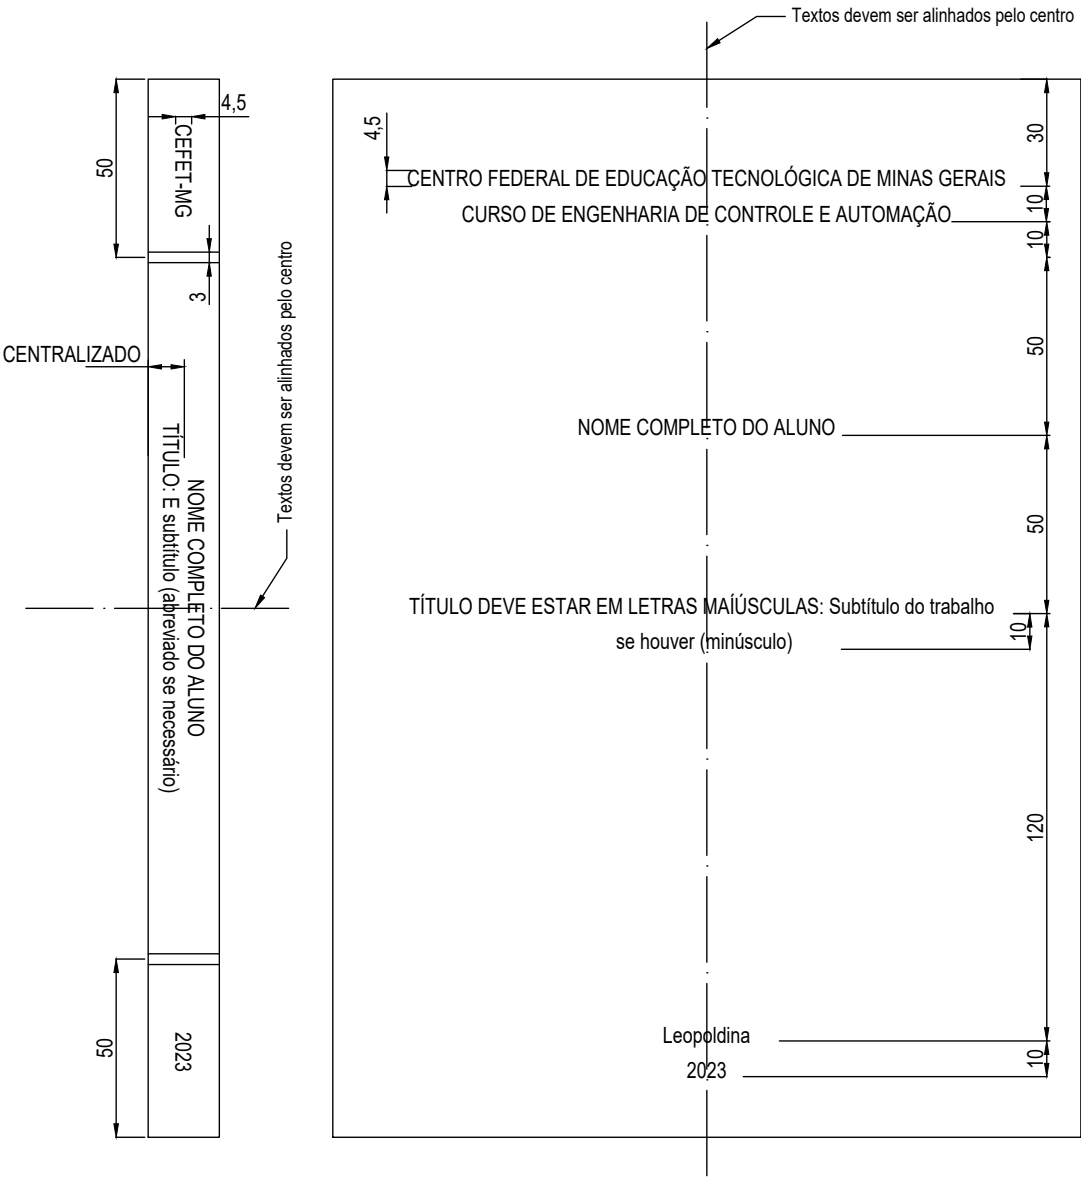 Textos devem ser alinhados pelo centro
4,5
50
CEFET-MG
3
CENTRALIZADO
Textos devem ser alinhados pelo centro
NOME COMPLETO DO ALUNO
TÍTULO: E subtítulo (abreviado se necessário)
50
2023
4,5
30
CENTRO FEDERAL DE EDUCAÇÃO TECNOLÓGICA DE MINAS GERAIS
10
CURSO DE ENGENHARIA DE CONTROLE E AUTOMAÇÃO
10
50
NOME COMPLETO DO ALUNO
50
TÍTULO DEVE ESTAR EM LETRAS MAÍÚSCULAS: Subtítulo do trabalho
se houver (minúsculo)
10
120
Leopoldina
2023
10